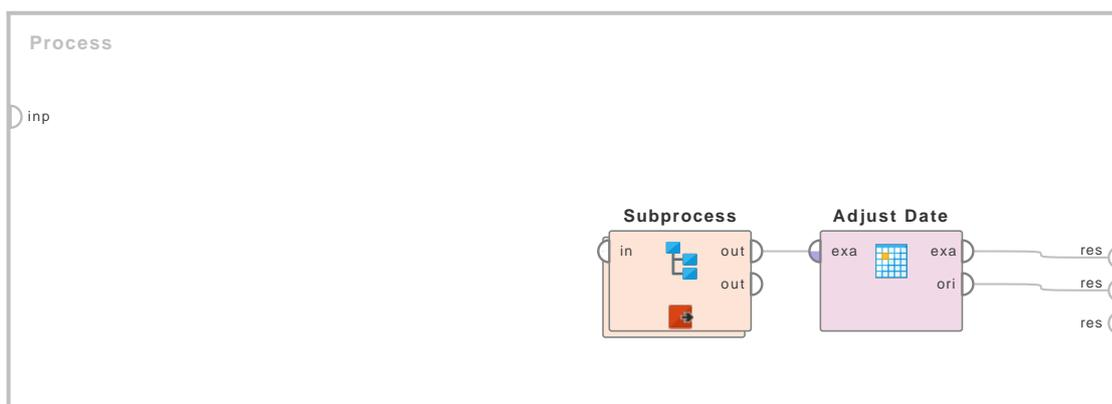 Process
inp
Subprocess
Adjust Date
in
out
exa
exa
res
out
ori
res
res